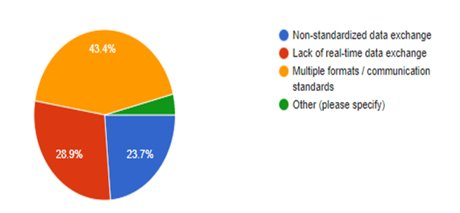 43.4%
28.9%
23.7%
Non-standardized data exchange
Lack of real-time data exchange
Multiple formats / communication
standards
Other (please specify)